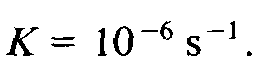 K = 10⁻⁶ s⁻¹.